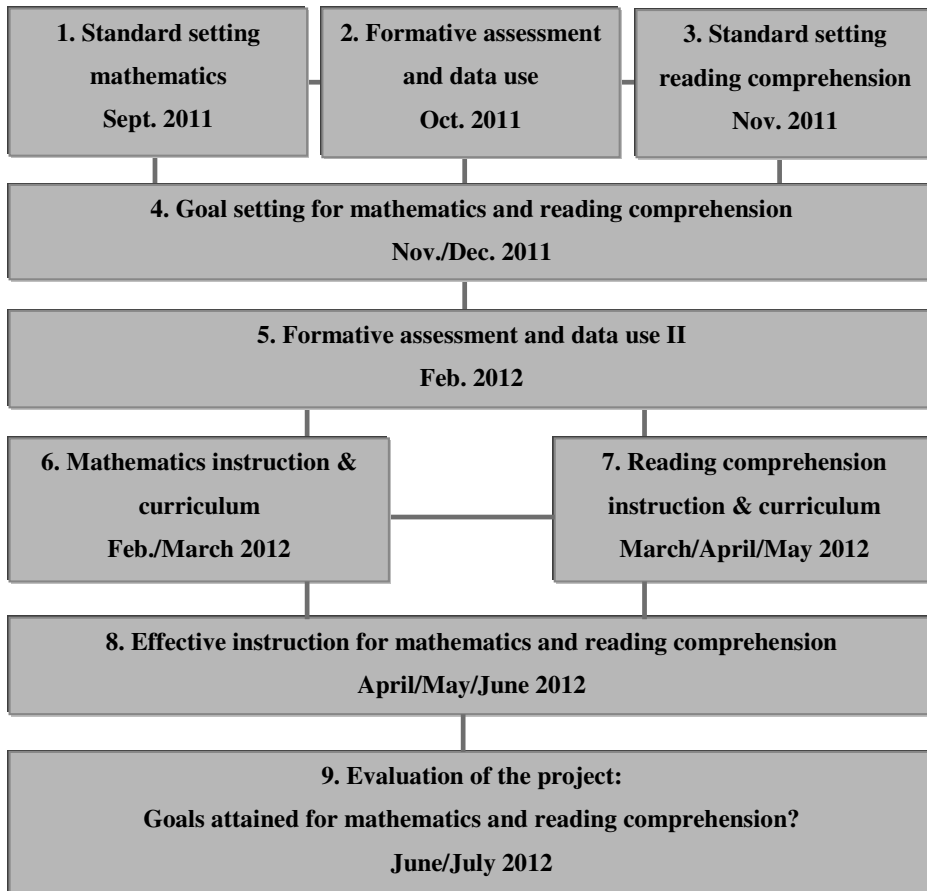 1. Standard setting
mathematics
Sept. 2011
2. Formative assessment
and data use
Oct. 2011
3. Standard setting
reading comprehension
Nov. 2011
4. Goal setting for mathematics and reading comprehension
Nov./Dec. 2011
5. Formative assessment and data use II
Feb. 2012
6. Mathematics instruction &
curriculum
Feb./March 2012
7. Reading comprehension
instruction & curriculum
March/April/May 2012
8. Effective instruction for mathematics and reading comprehension
April/May/June 2012
9. Evaluation of the project:
Goals attained for mathematics and reading comprehension?
June/July 2012